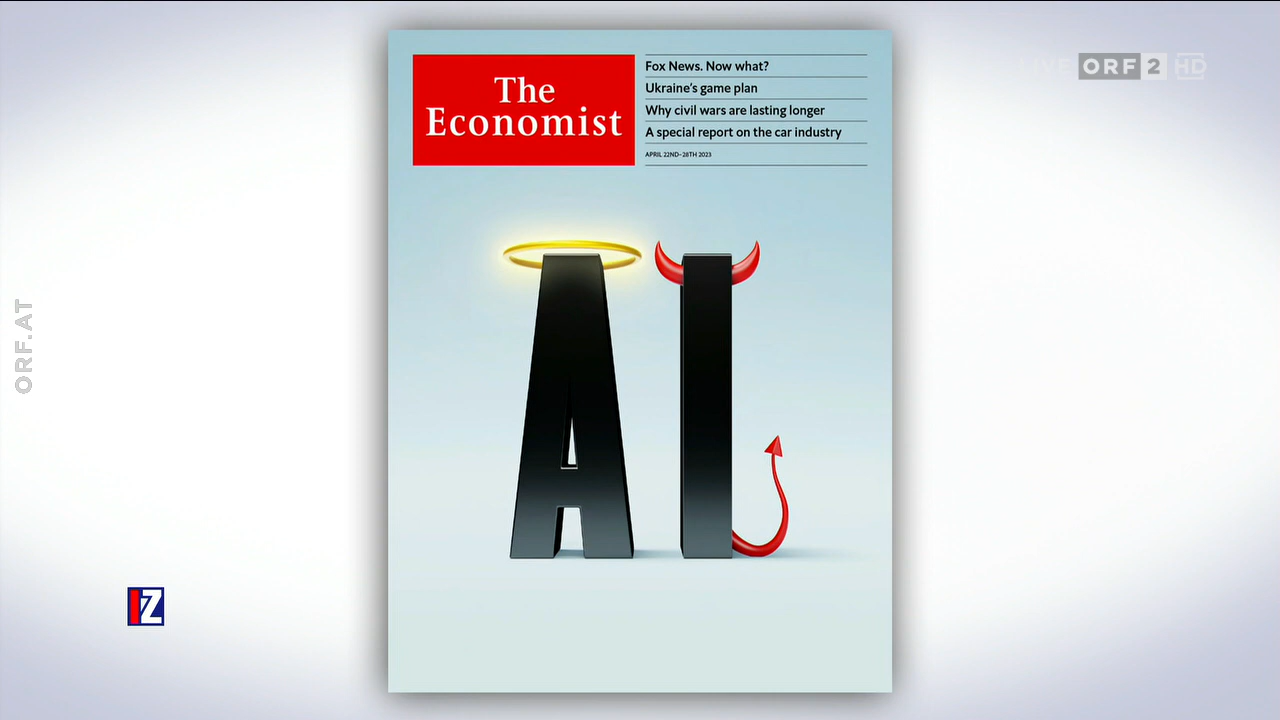 The
Economist
Fox News. Now what?
Ukraine's game plan
Why civil wars are lasting longer
A special report on the car industry
APRIL 22ND–28TH 2023
LIVE ORF 2 HD
AI
ORF.AT
ZIB